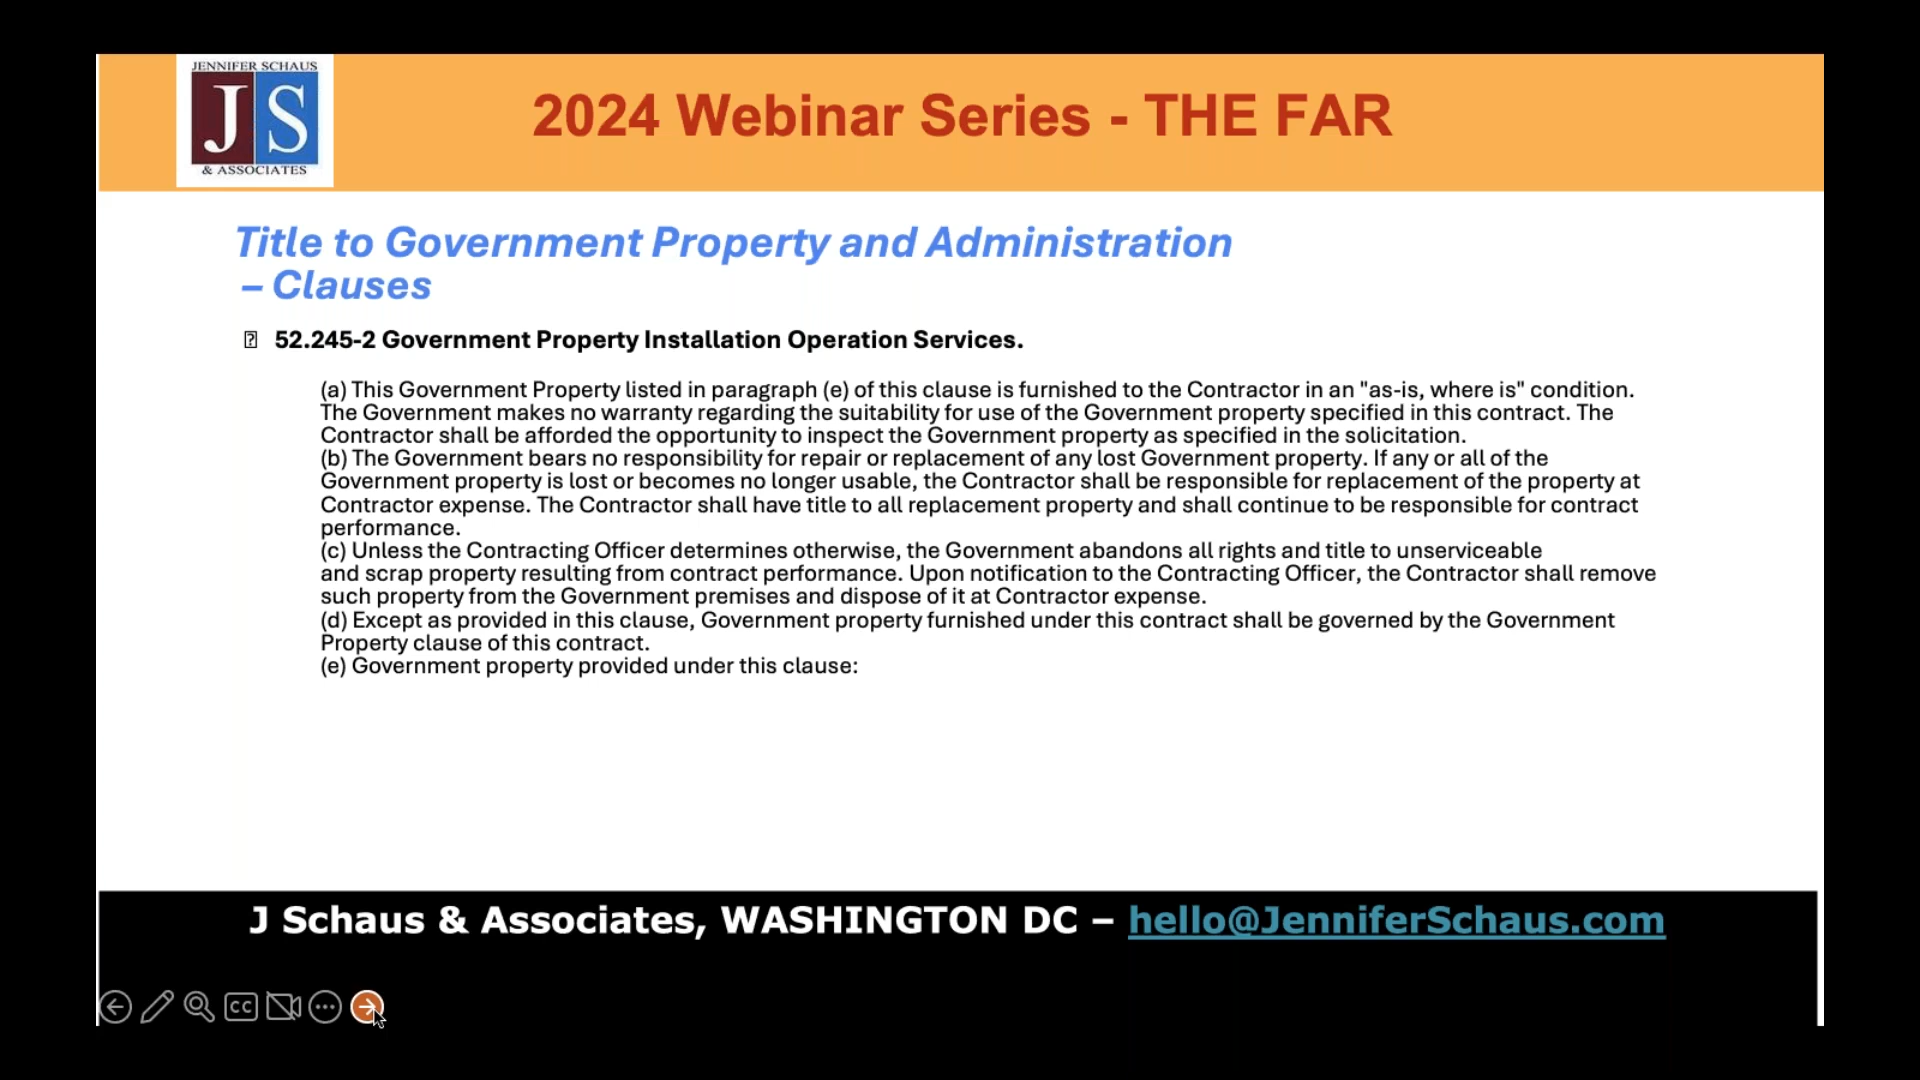 JENNIFER SCHAUS
JS
& ASSOCIATES
2024 Webinar Series - THE FAR
Title to Government Property and Administration
– Clauses
52.245-2 Government Property Installation Operation Services.
(a) This Government Property listed in paragraph (e) of this clause is furnished to the Contractor in an "as-is, where is" condition.
The Government makes no warranty regarding the suitability for use of the Government property specified in this contract. The
Contractor shall be afforded the opportunity to inspect the Government property as specified in the solicitation.
(b) The Government bears no responsibility for repair or replacement of any lost Government property. If any or all of the
Government property is lost or becomes no longer usable, the Contractor shall be responsible for replacement of the property at
Contractor expense. The Contractor shall have title to all replacement property and shall continue to be responsible for contract
performance.
(c) Unless the Contracting Officer determines otherwise, the Government abandons all rights and title to unserviceable
and scrap property resulting from contract performance. Upon notification to the Contracting Officer, the Contractor shall remove
such property from the Government premises and dispose of it at Contractor expense.
(d) Except as provided in this clause, Government property furnished under this contract shall be governed by the Government
Property clause of this contract.
(e) Government property provided under this clause:
J Schaus & Associates, WASHINGTON DC – hello@JenniferSchaus.com
CC